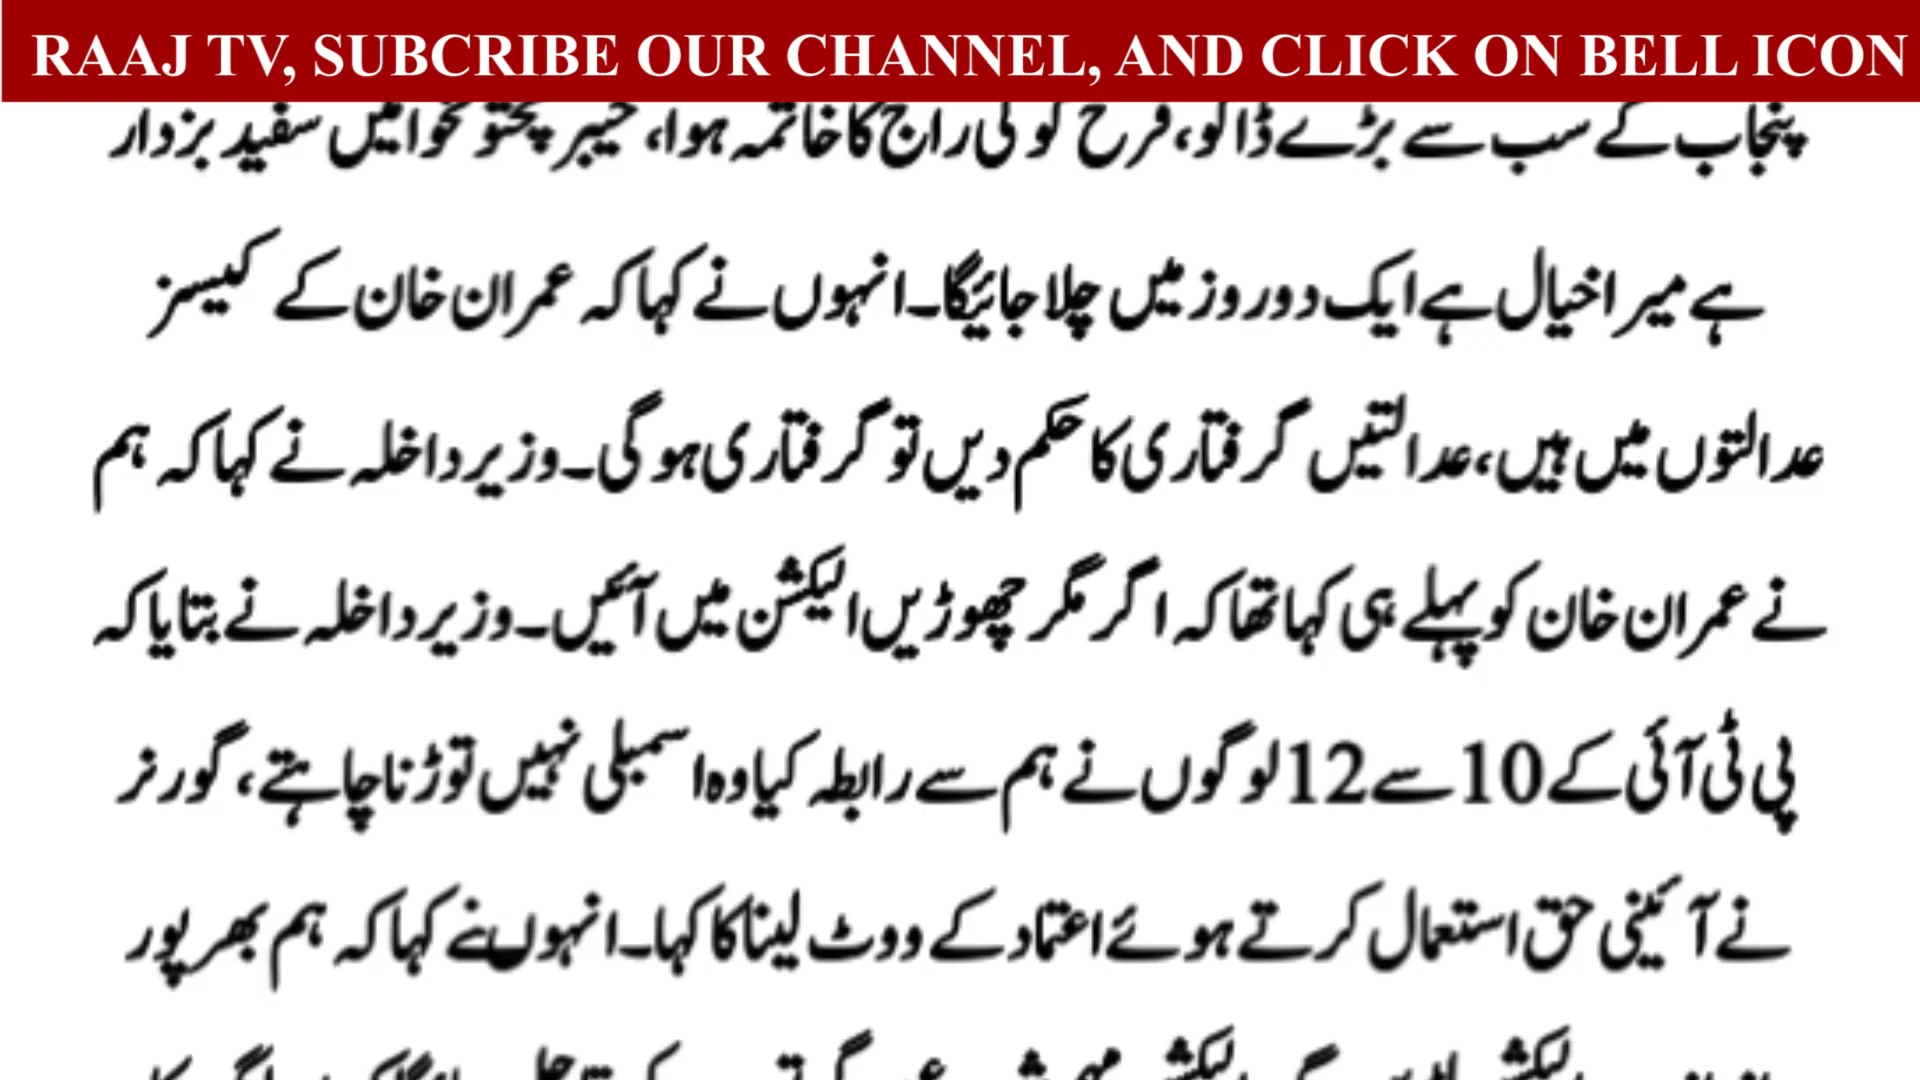 RAAJ TV, SUBCRIBE OUR CHANNEL, AND CLICK ON BELL ICON
پنجاب کے سب سے بڑے ڈاکو، فرح گوگی راج کا خاتمہ ہوا، خیبر پختونخوا میں سفید بزدار
ہے میرا خیال ہے ایک دو روز میں چلا جائیگا۔ انہوں نے کہا کہ عمران خان کے کیسز
عدالتوں میں ہیں، عدالتیں گرفتاری کا حکم دیں تو گرفتاری ہوگی۔ وزیر داخلہ نے کہا کہ ہم
نے عمران خان کو پہلے ہی کہا تھا کہ اگر مگر چھوڑیں الیکشن میں آئیں۔ وزیر داخلہ نے بتایا کہ
پی ٹی آئی کے 10 سے 12 لوگوں نے ہم سے رابطہ کیا وہ اسمبلی نہیں توڑنا چاہتے، گورنر
نے آئینی حق استعمال کرتے ہوئے اعتماد کے ووٹ لینا کا کہا۔ انہوں نے کہا کہ ہم بھر پور